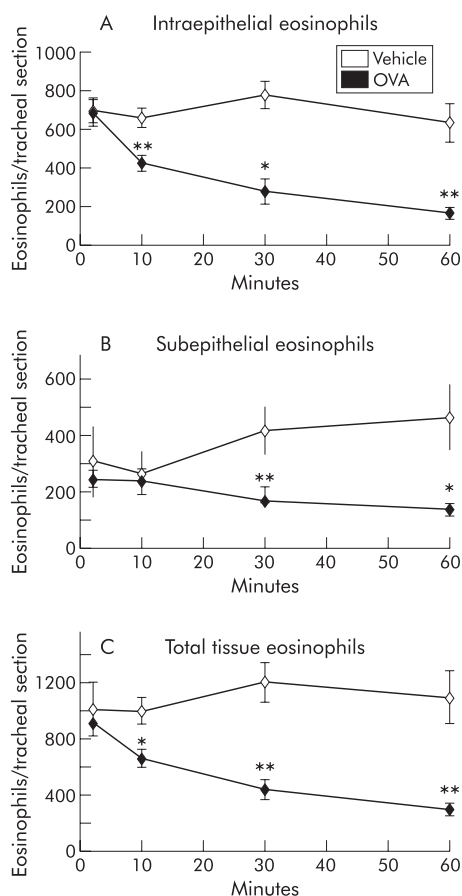 A Intraepithelial eosinophils
Vehicle
OVA
Eosinophils/tracheal section
1000
800
600
400
200
0
** * **
0 10 20 30 40 50 60
Minutes
B Subepithelial eosinophils
Eosinophils/tracheal section
600
400
200
0
** *
0 10 20 30 40 50 60
Minutes
C Total tissue eosinophils
Eosinophils/tracheal section
1200
800
400
0
* ** **
0 10 20 30 40 50 60
Minutes